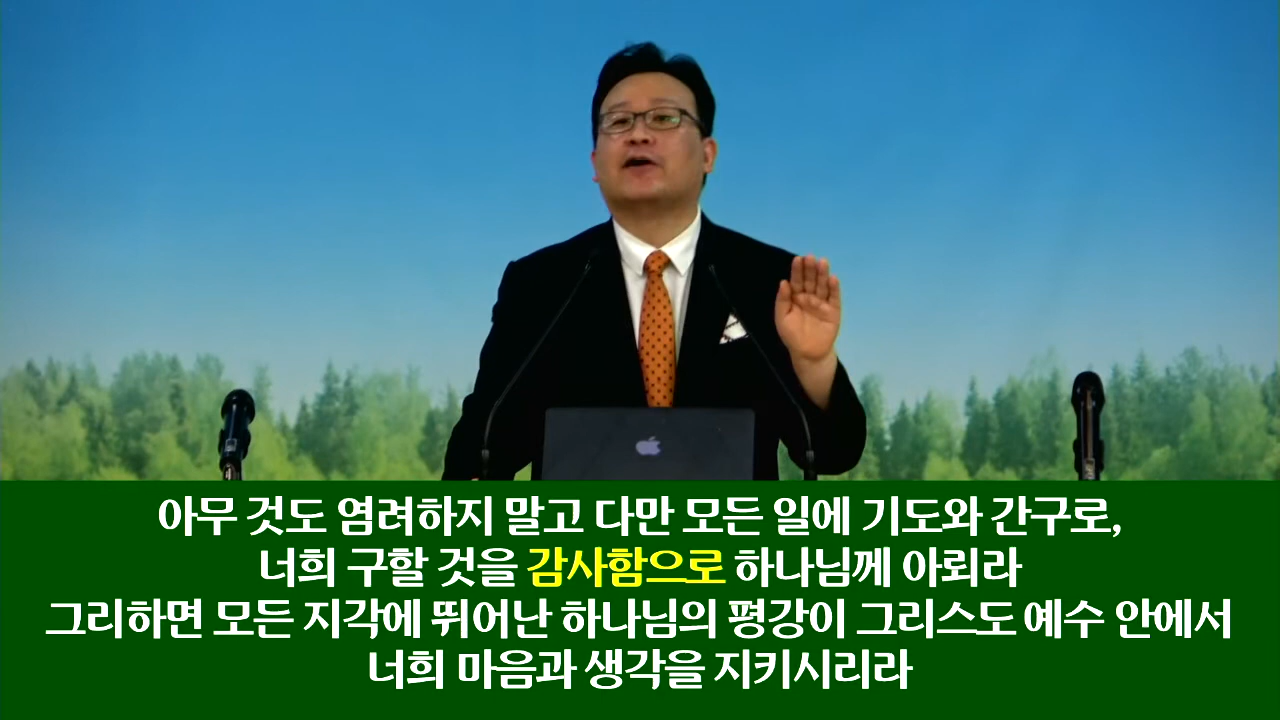 아무 것도 염려하지 말고 다만 모든 일에 기도와 간구로,
너희 구할 것을 감사함으로 하나님께 아뢰라
그리하면 모든 지각에 뛰어난 하나님의 평강이 그리스도 예수 안에서
너희 마음과 생각을 지키시리라